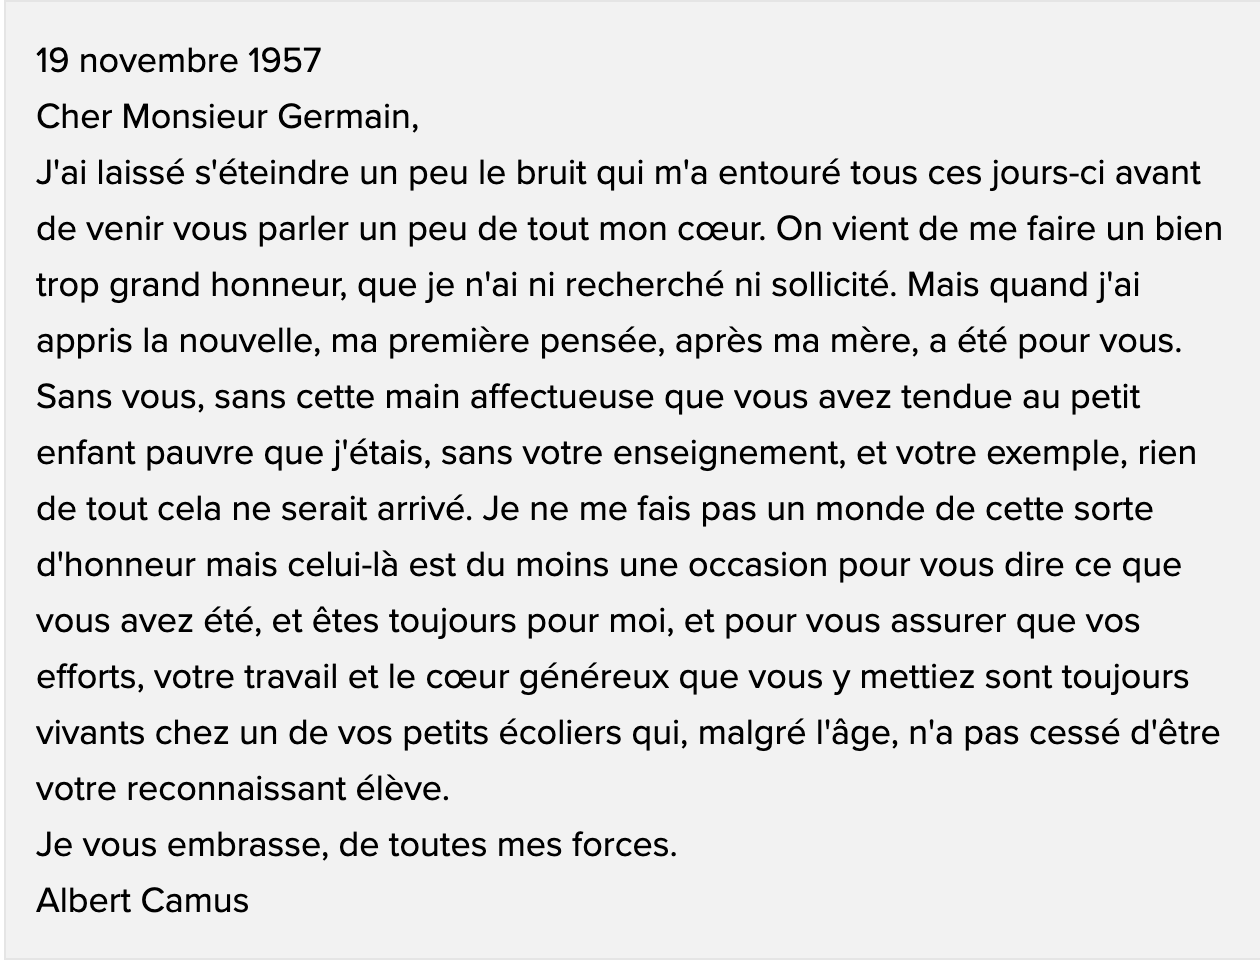 19 novembre 1957
Cher Monsieur Germain,
J'ai laissé s'éteindre un peu le bruit qui m'a entouré tous ces jours-ci avant
de venir vous parler un peu de tout mon cœur. On vient de me faire un bien
trop grand honneur, que je n'ai ni recherché ni sollicité. Mais quand j'ai
appris la nouvelle, ma première pensée, après ma mère, a été pour vous.
Sans vous, sans cette main affectueuse que vous avez tendue au petit
enfant pauvre que j'étais, sans votre enseignement, et votre exemple, rien
de tout cela ne serait arrivé. Je ne me fais pas un monde de cette sorte
d'honneur mais celui-là est du moins une occasion pour vous dire ce que
vous avez été, et êtes toujours pour moi, et pour vous assurer que vos
efforts, votre travail et le cœur généreux que vous y mettiez sont toujours
vivants chez un de vos petits écoliers qui, malgré l'âge, n'a pas cessé d'être
votre reconnaissant élève.
Je vous embrasse, de toutes mes forces.
Albert Camus